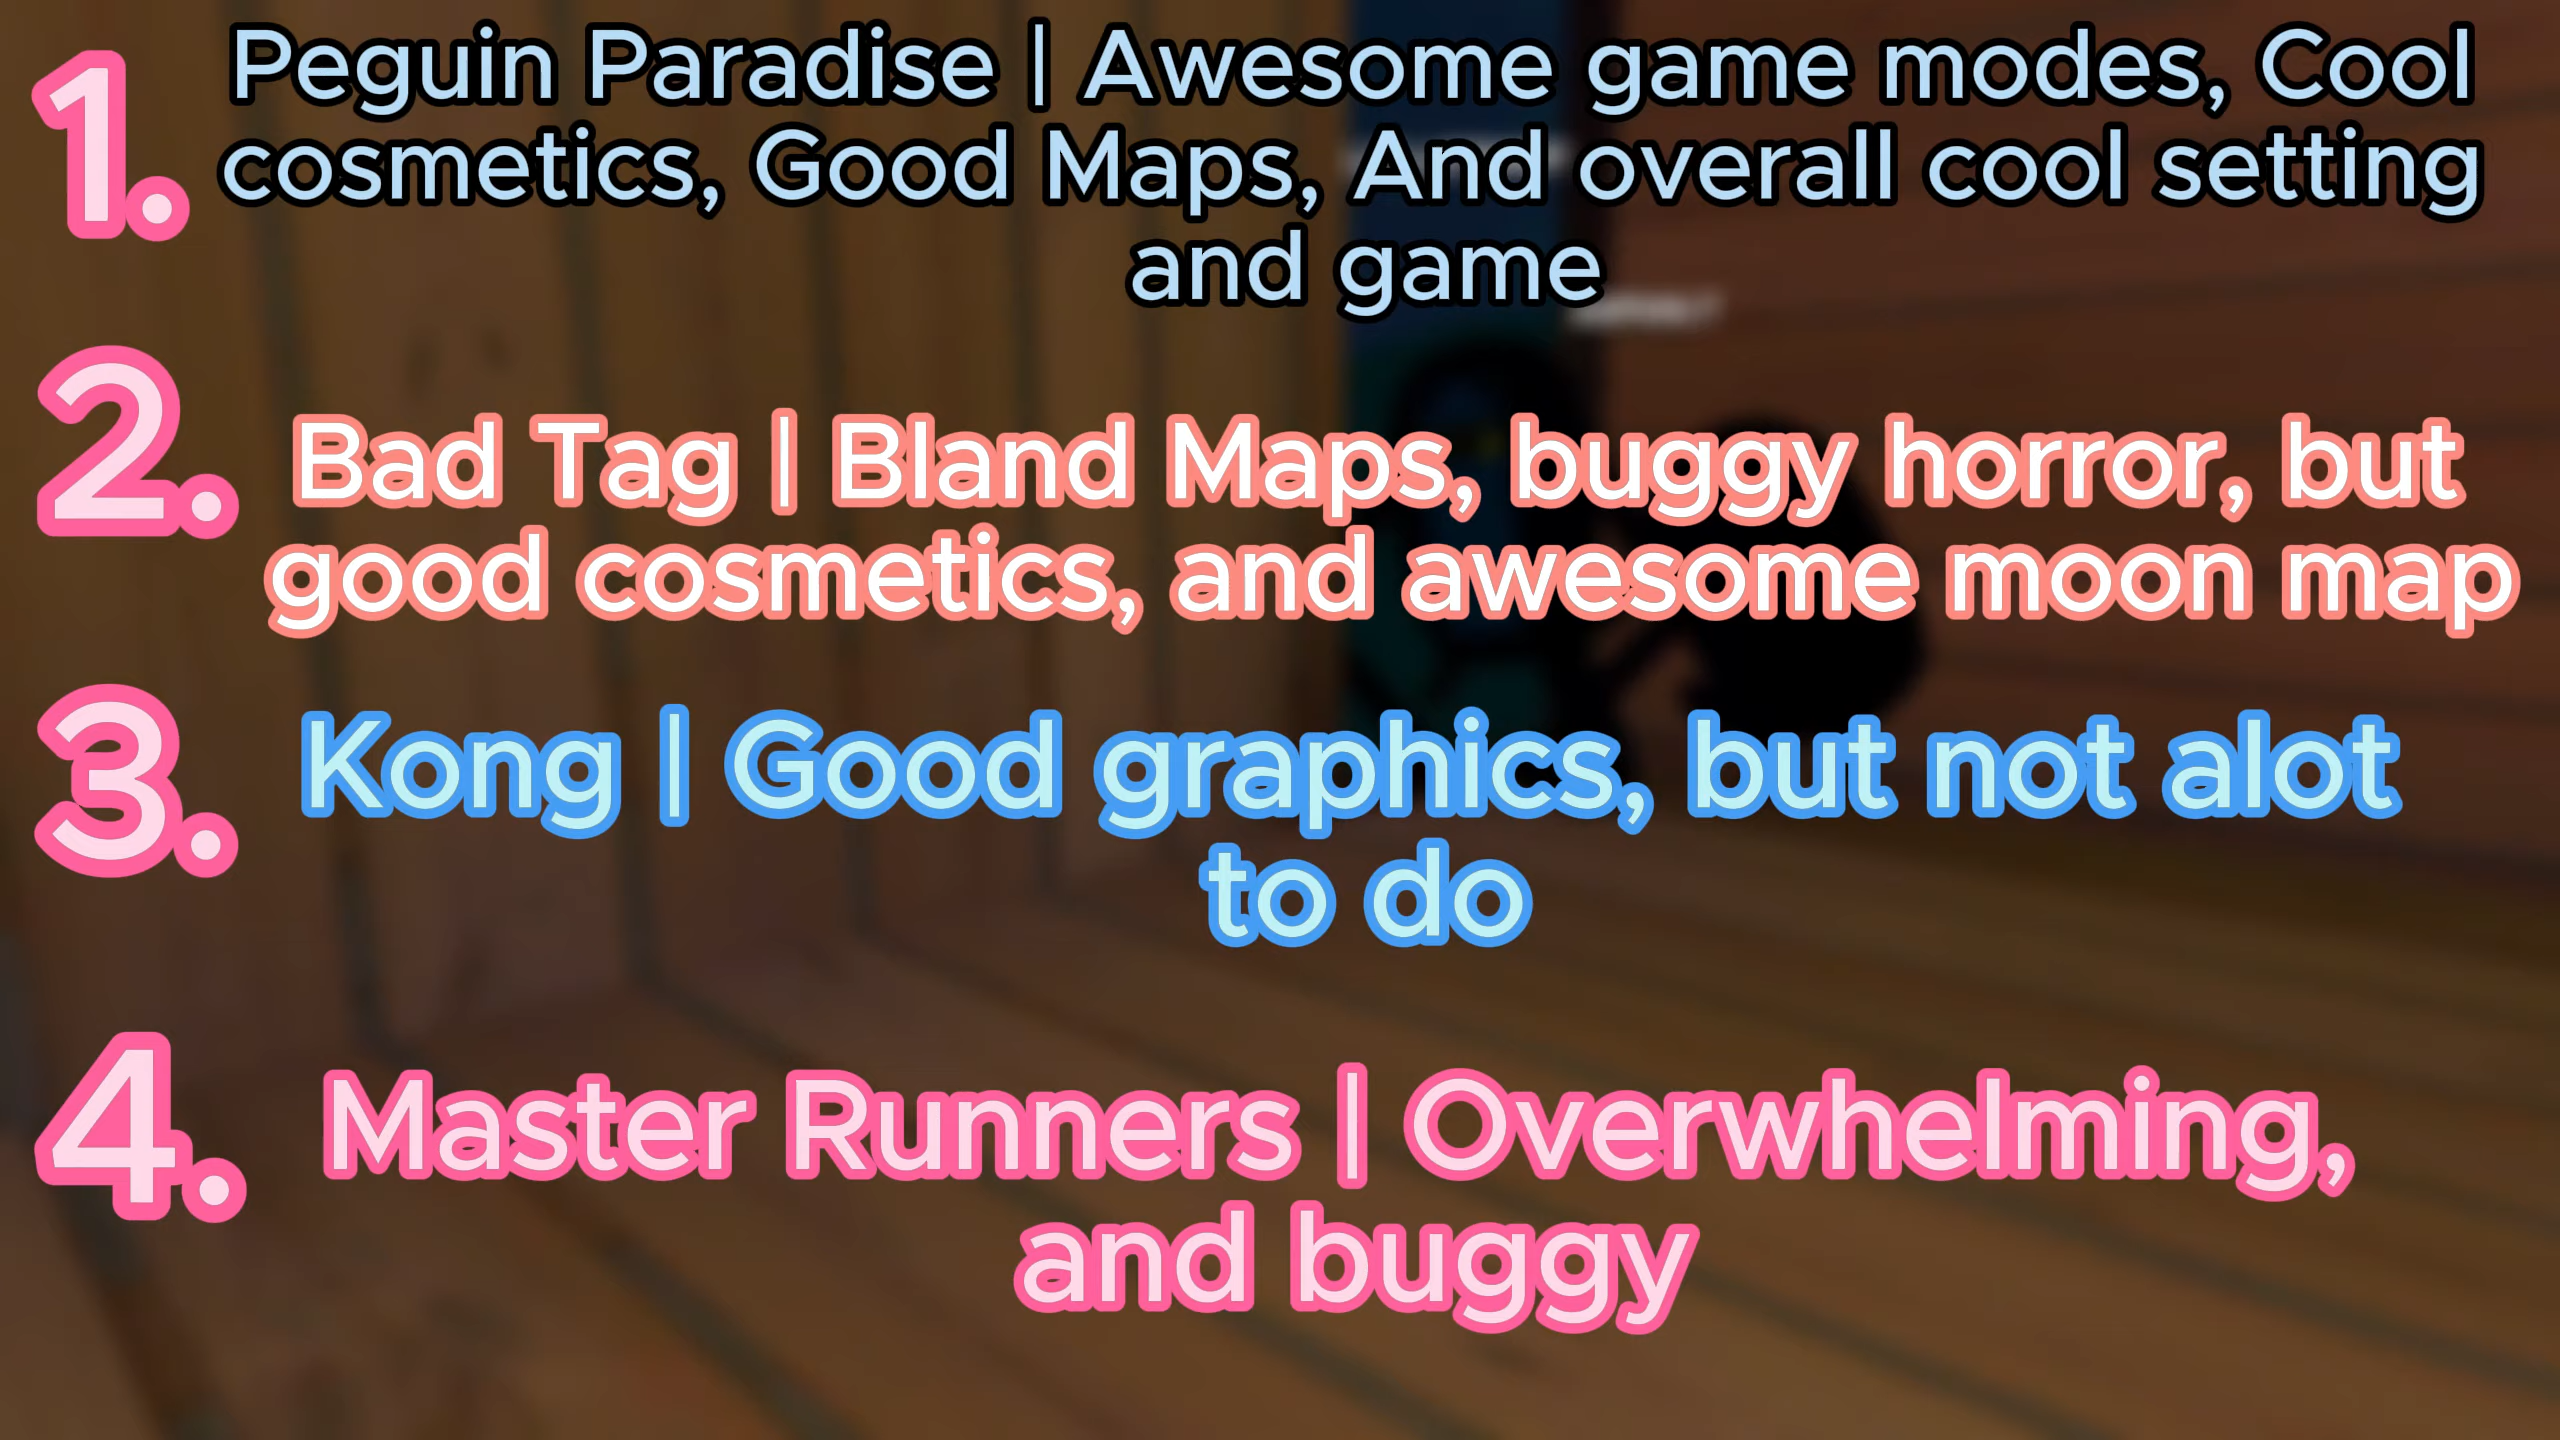 1. Peguin Paradise | Awesome game modes, Cool
cosmetics, Good Maps, And overall cool setting
and game
2. Bad Tag | Bland Maps, buggy horror, but
good cosmetics, and awesome moon map
3. Kong | Good graphics, but not alot
to do
4. Master Runners | Overwhelming,
and buggy